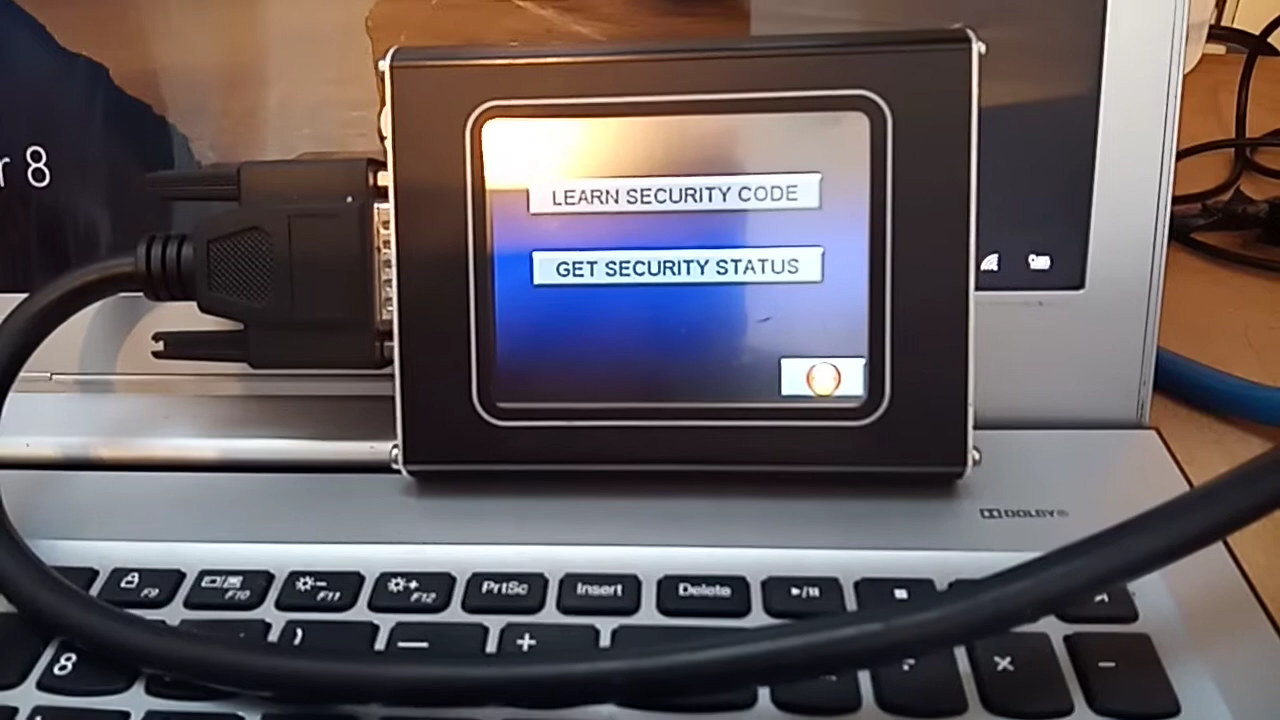 r 8
LEARN SECURITY CODE
GET SECURITY STATUS
DOLBY
F9
F10
F11
F12
PrtSc
Insert
Delete
8
)
—
+
×
-